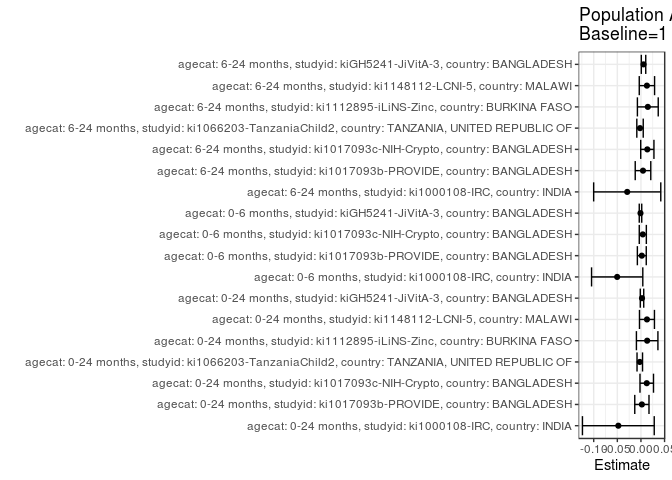 Population A
Baseline=1
agecat: 6-24 months, studyid: kiGH5241-JiVitA-3, country: BANGLADESH
agecat: 6-24 months, studyid: ki1148112-LCNI-5, country: MALAWI
agecat: 6-24 months, studyid: ki1112895-iLiNS-Zinc, country: BURKINA FASO
agecat: 6-24 months, studyid: ki1066203-TanzaniaChild2, country: TANZANIA, UNITED REPUBLIC OF
agecat: 6-24 months, studyid: ki1017093c-NIH-Crypto, country: BANGLADESH
agecat: 6-24 months, studyid: ki1017093b-PROVIDE, country: BANGLADESH
agecat: 6-24 months, studyid: ki1000108-IRC, country: INDIA
agecat: 0-6 months, studyid: kiGH5241-JiVitA-3, country: BANGLADESH
agecat: 0-6 months, studyid: ki1017093c-NIH-Crypto, country: BANGLADESH
agecat: 0-6 months, studyid: ki1017093b-PROVIDE, country: BANGLADESH
agecat: 0-6 months, studyid: ki1000108-IRC, country: INDIA
agecat: 0-24 months, studyid: kiGH5241-JiVitA-3, country: BANGLADESH
agecat: 0-24 months, studyid: ki1148112-LCNI-5, country: MALAWI
agecat: 0-24 months, studyid: ki1112895-iLiNS-Zinc, country: BURKINA FASO
agecat: 0-24 months, studyid: ki1066203-TanzaniaChild2, country: TANZANIA, UNITED REPUBLIC OF
agecat: 0-24 months, studyid: ki1017093c-NIH-Crypto, country: BANGLADESH
agecat: 0-24 months, studyid: ki1017093b-PROVIDE, country: BANGLADESH
agecat: 0-24 months, studyid: ki1000108-IRC, country: INDIA
-0.10-0.050.000.05
Estimate